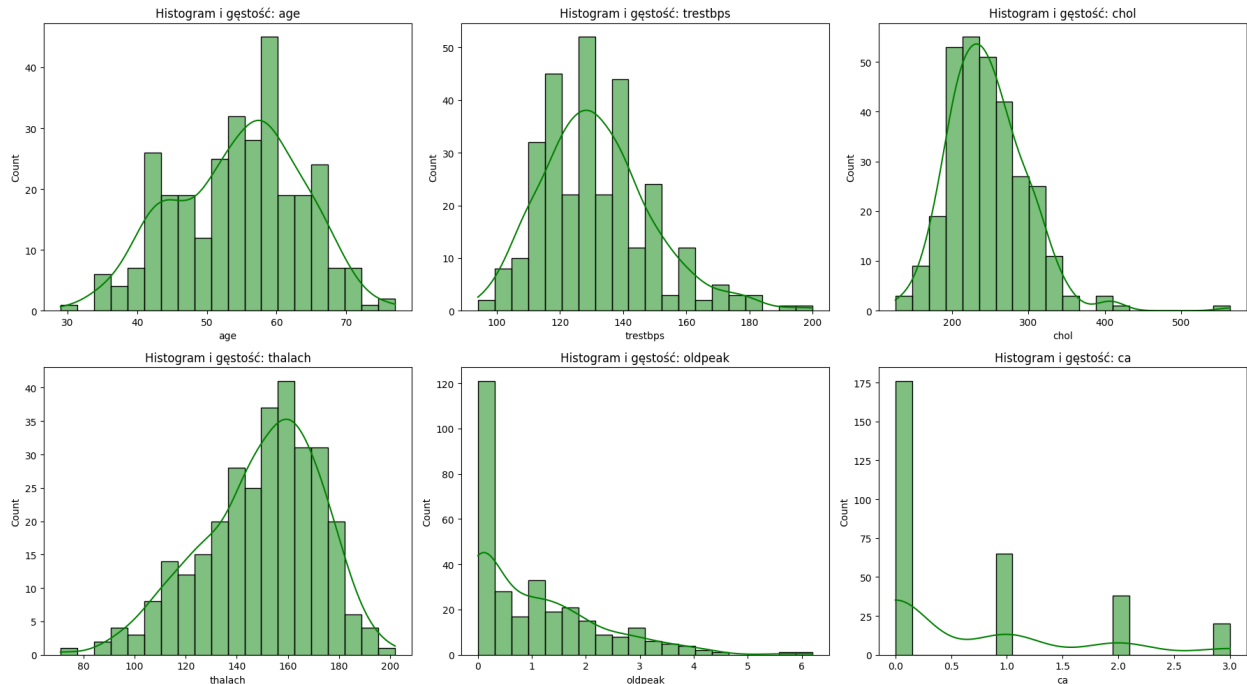 Histogram i gęstość: age
Count
40
30
20
10
0
30 40 50 60 70
age
Histogram i gęstość: trestbps
Count
50
40
30
20
10
0
100 120 140 160 180 200
trestbps
Histogram i gęstość: chol
Count
50
40
30
20
10
0
200 300 400 500
chol
Histogram i gęstość: thalach
Count
40
35
30
25
20
15
10
5
0
80 100 120 140 160 180 200
thalach
Histogram i gęstość: oldpeak
Count
120
100
80
60
40
20
0
0 1 2 3 4 5 6
oldpeak
Histogram i gęstość: ca
Count
175
150
125
100
75
50
25
0
0.0 0.5 1.0 1.5 2.0 2.5 3.0
ca